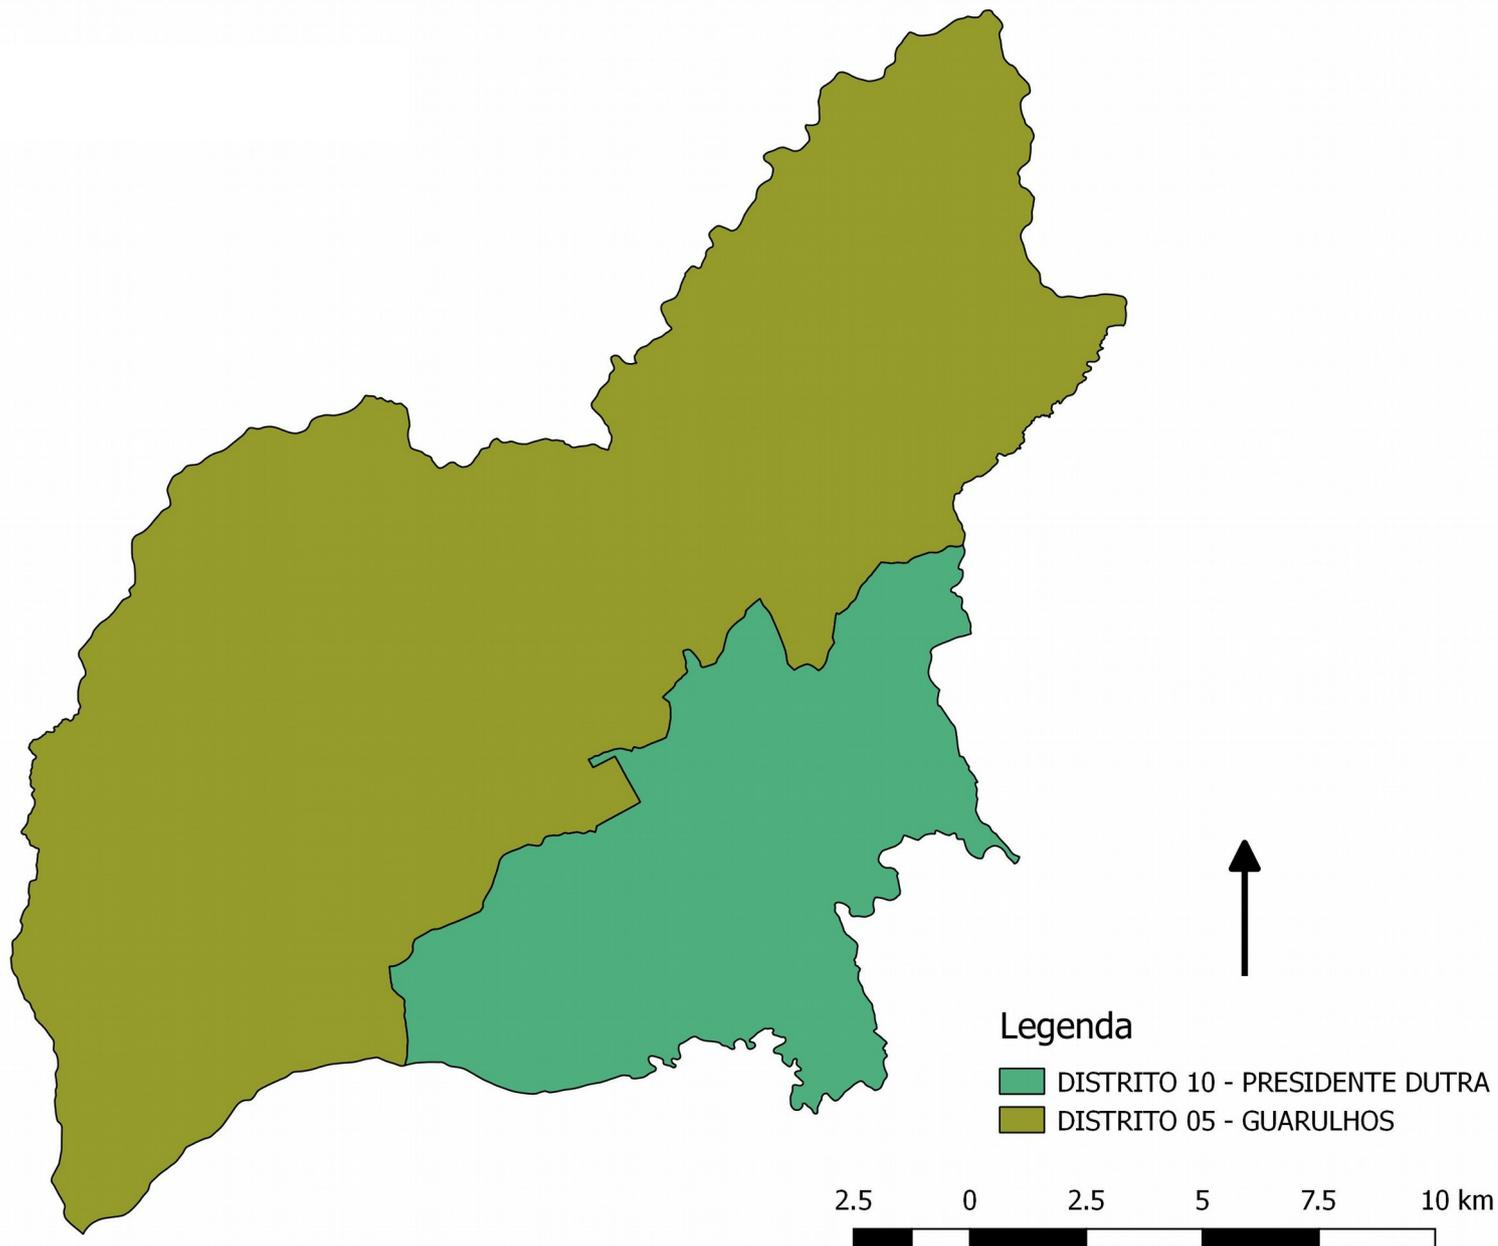 Legenda
DISTRITO 10 - PRESIDENTE DUTRA
DISTRITO 05 - GUARULHOS
2.5 0 2.5 5 7.5 10 km